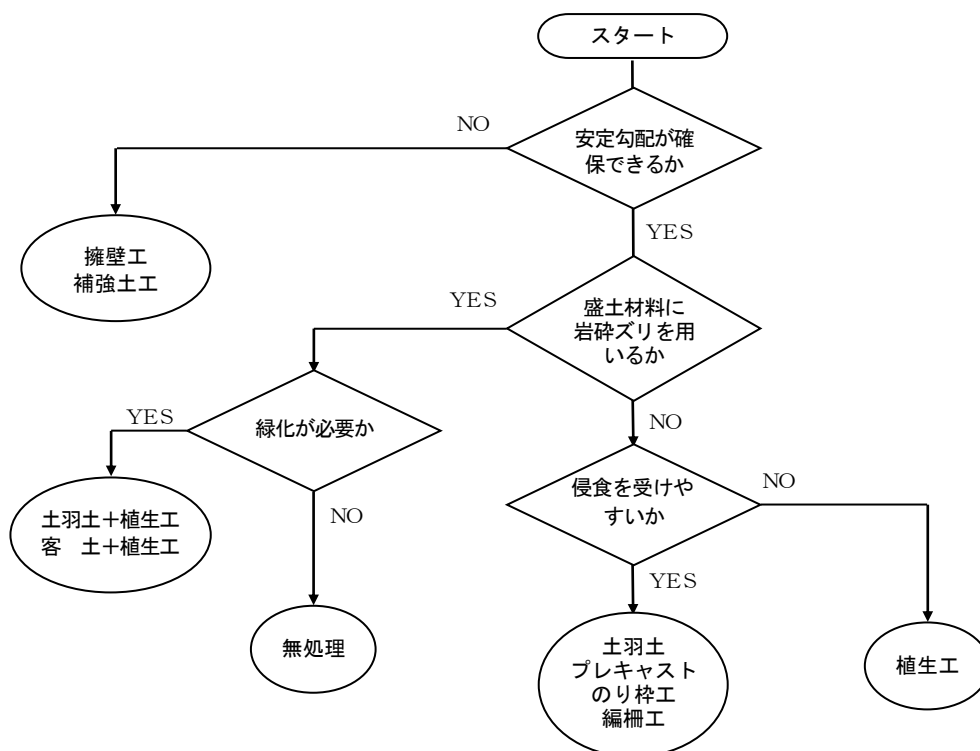 スタート
NO
安定勾配が確
保できるか
YES
擁壁工
補強土工
YES
盛土材料に
岩砕ズリを用
いるか
YES
緑化が必要か
NO
侵食を受けや
すいか
NO
土羽土＋植生工
客　土＋植生工
NO
YES
無処理
土羽土
プレキャスト
のり枠工
編柵工
植生工